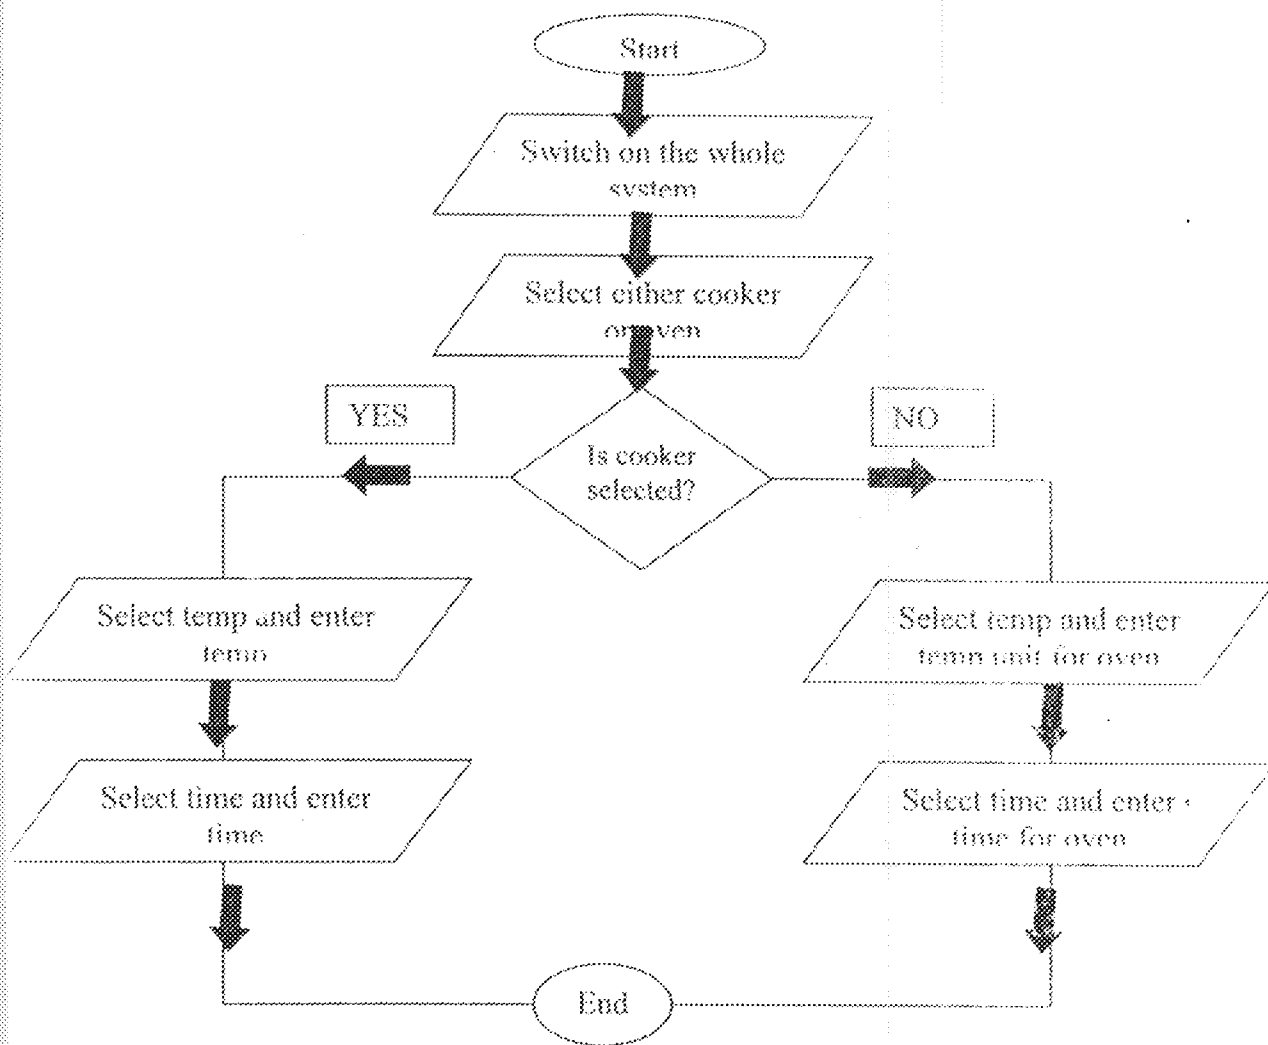 Start
Switch on the whole
system
Select either cooker
or oven
YES
NO
Is cooker
selected?
Select temp and enter
temp
Select temp and enter
temp unit for oven
Select time and enter
time
Select time and enter
time for oven
End